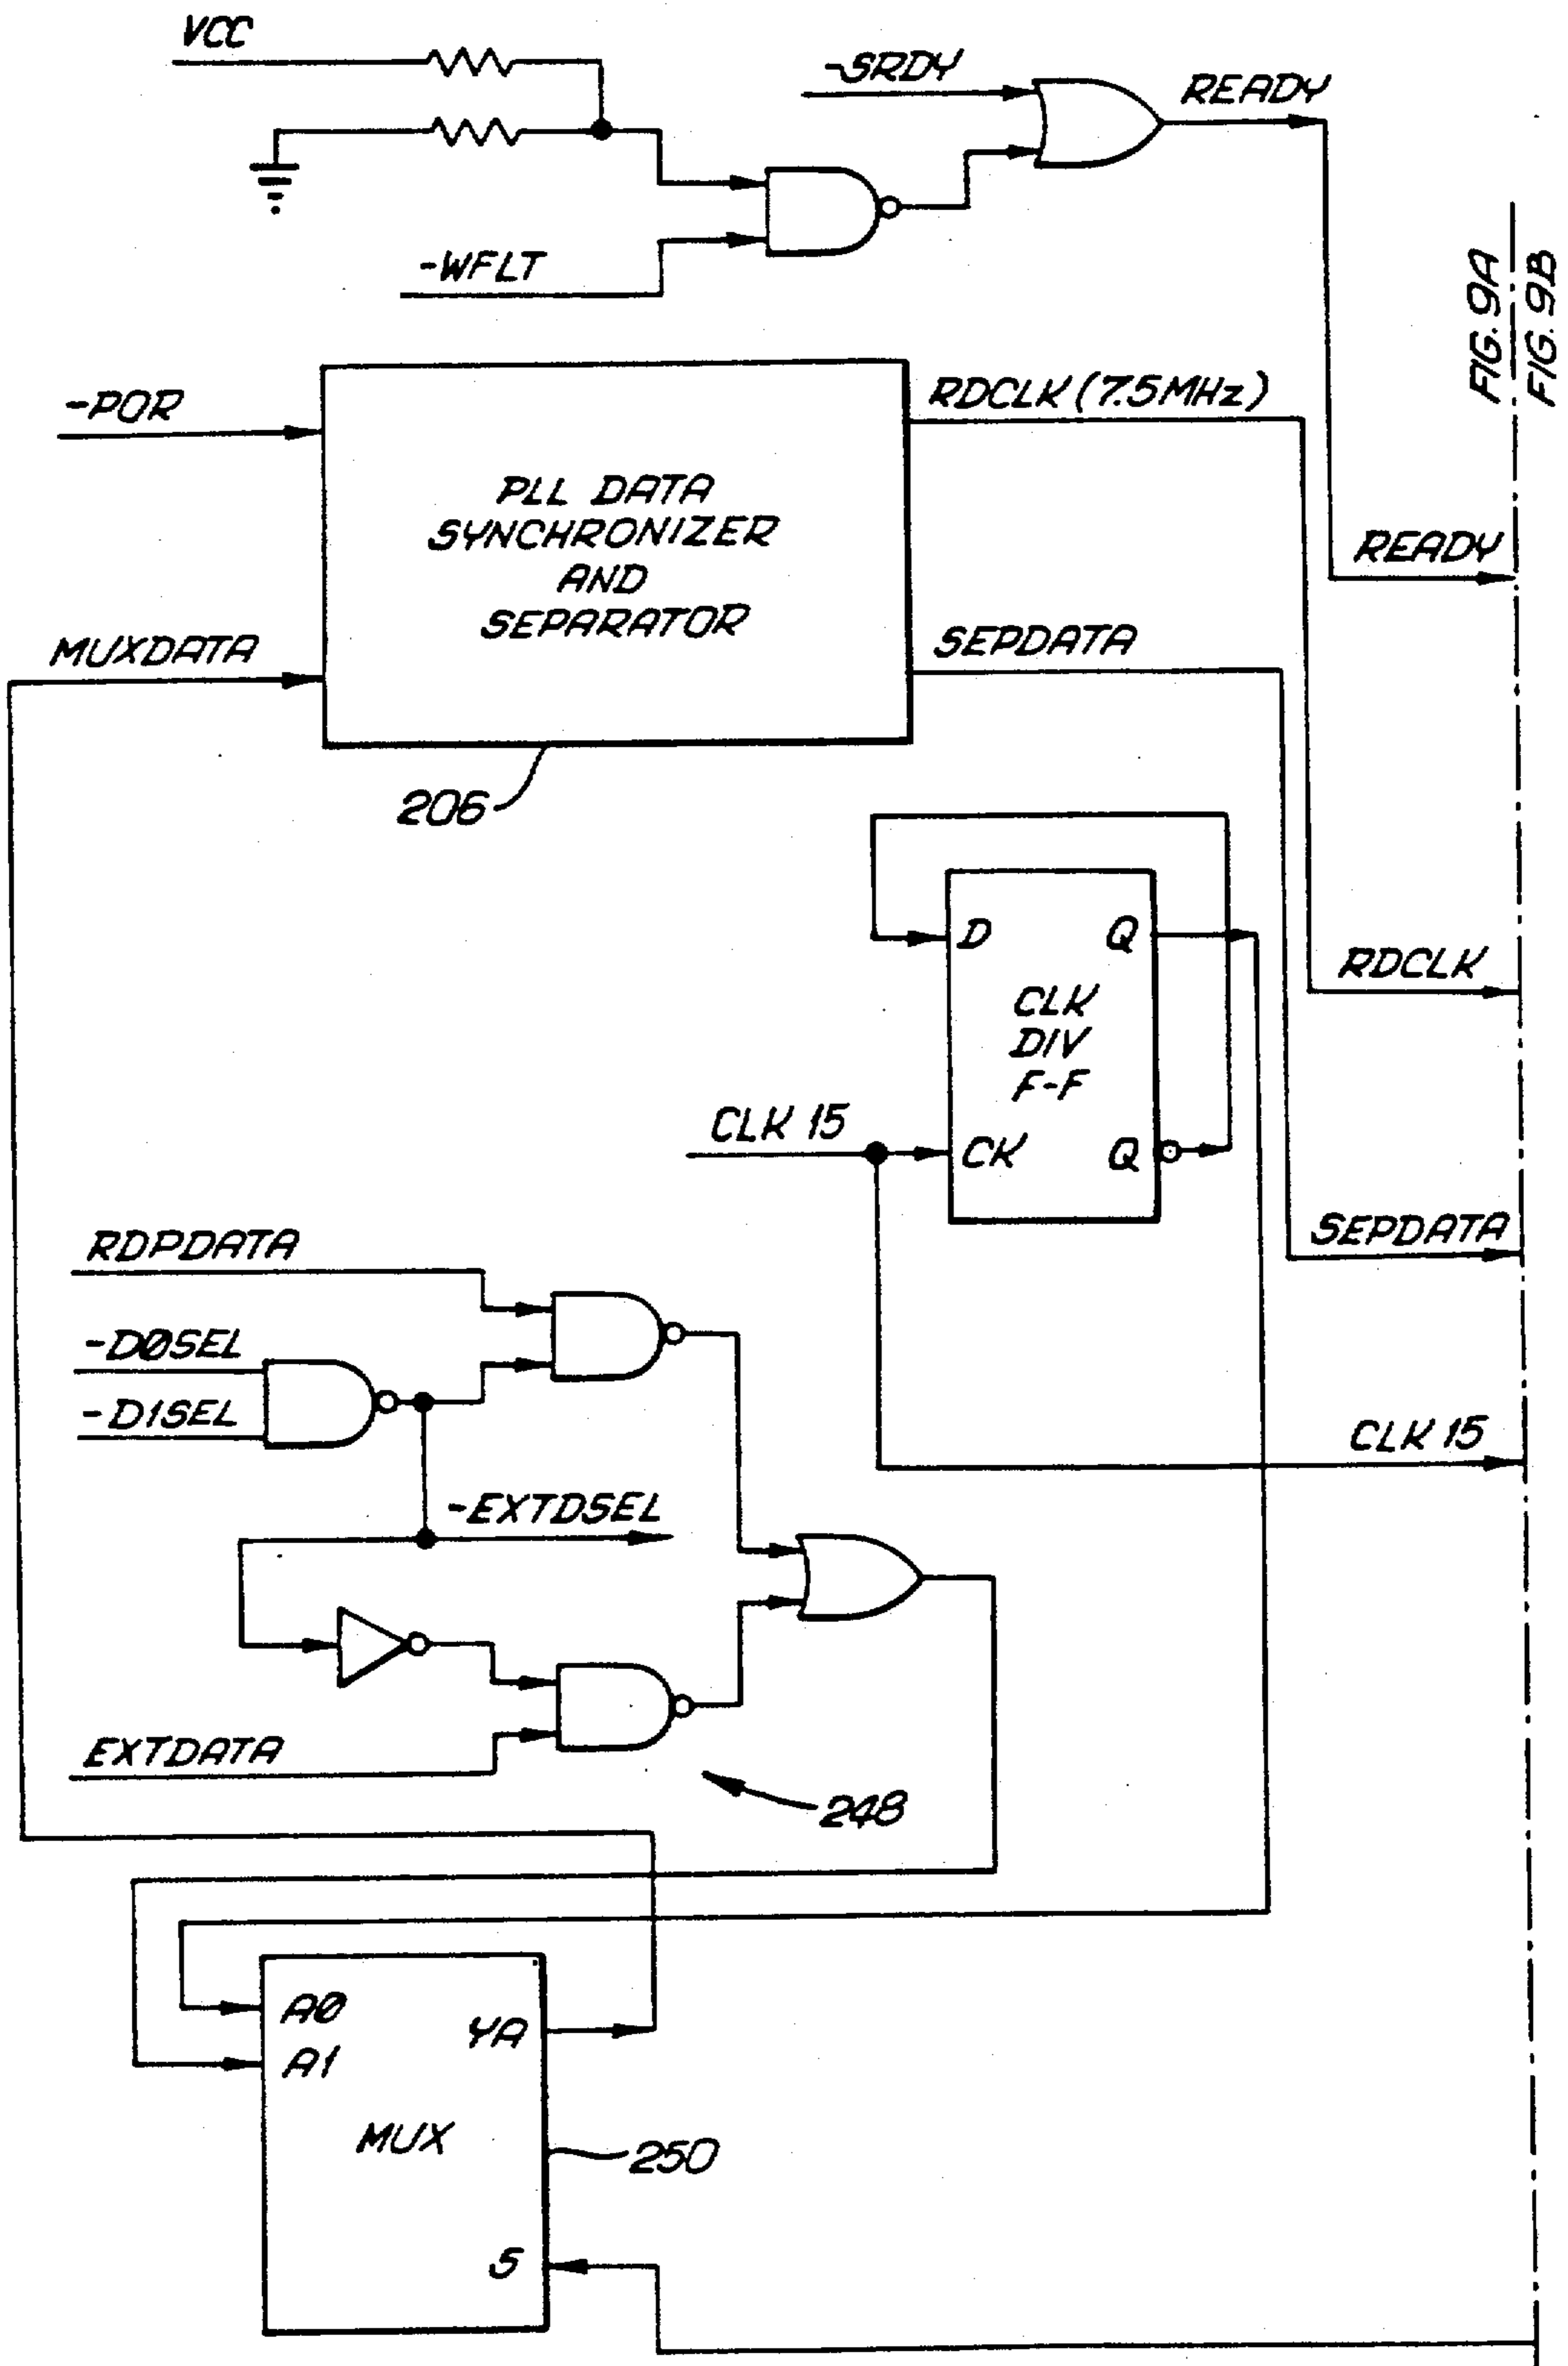 VCC
-SRDY
READY
-WFLT
FIG. 9A
FIG. 9B
-POR
RDCLK (7.5MHz)
PLL DATA
SYNCHRONIZER
AND
SEPARATOR
READY
MUXDATA
SEPDATA
206
D Q
CLK
DIV
F-F
RDCLK
CLK 15
CK Q
SEPDATA
RDPDATA
-DØSEL
-D1SEL
CLK 15
-EXTDSEL
EXTDATA
248
AØ
YA
A1
MUX
250
S